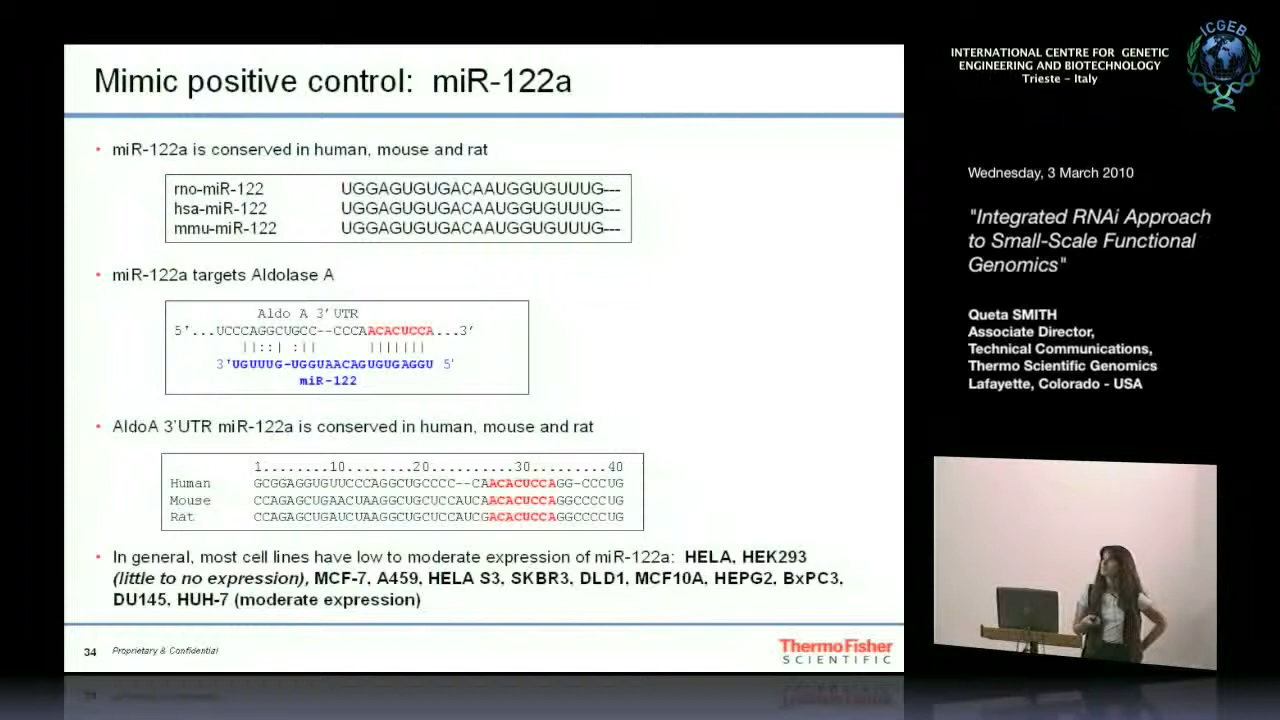 Mimic positive control: miR-122a
• miR-122a is conserved in human, mouse and rat
rno-miR-122 UGGAGUGUGACAAUGGUGUUUG---
hsa-miR-122 UGGAGUGUGACAAUGGUGUUUG---
mmu-miR-122 UGGAGUGUGACAAUGGUGUUUG---
• miR-122a targets Aldolase A
Aldo A 3'UTR
5'...UCCCAGGCUGCC--CCCAACACUCCA...3'
||::| :|| |||||||
3'UGUUUG-UGGUAACAGUGUGAGGU 5'
miR-122
• AldoA 3'UTR miR-122a is conserved in human, mouse and rat
1........10........20.........30.........40
Human GCGGAGGUGUUCCCAGGCUGCCCC--CAACACUCCAGG-CCCUG
Mouse CCAGAGCUGAACUAAGGCUGCUCCAUCAACACUCCAGGCCCCUG
Rat CCAGAGCUGAUCUAAGGCUGCUCCAUCGACACUCCAGGCCCCUG
• In general, most cell lines have low to moderate expression of miR-122a: HELA, HEK293
(little to no expression), MCF-7, A459, HELA S3, SKBR3, DLD1, MCF10A, HEPG2, BxPC3,
DU145, HUH-7 (moderate expression)
34 Proprietary & Confidential
ThermoFisher
SCIENTIFIC
INTERNATIONAL CENTRE FOR GENETIC
ENGINEERING AND BIOTECHNOLOGY
Trieste - Italy
ICGEB
Wednesday, 3 March 2010
"Integrated RNAi Approach
to Small-Scale Functional
Genomics"
Queta SMITH
Associate Director,
Technical Communications,
Thermo Scientific Genomics
Lafayette, Colorado - USA